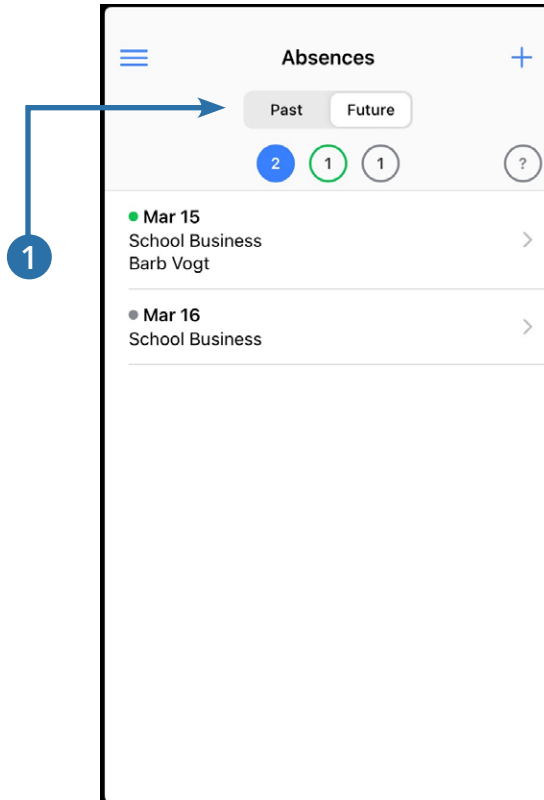 Absences
Past Future
2 1 1 ?
1
Mar 15
School Business
Barb Vogt
Mar 16
School Business